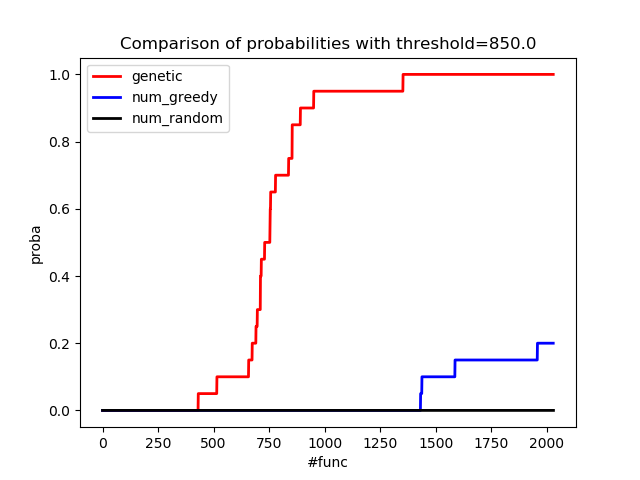 Comparison of probabilities with threshold=850.0
genetic
num_greedy
num_random
1.0
0.8
0.6
0.4
0.2
0.0
proba
0 250 500 750 1000 1250 1500 1750 2000
#func